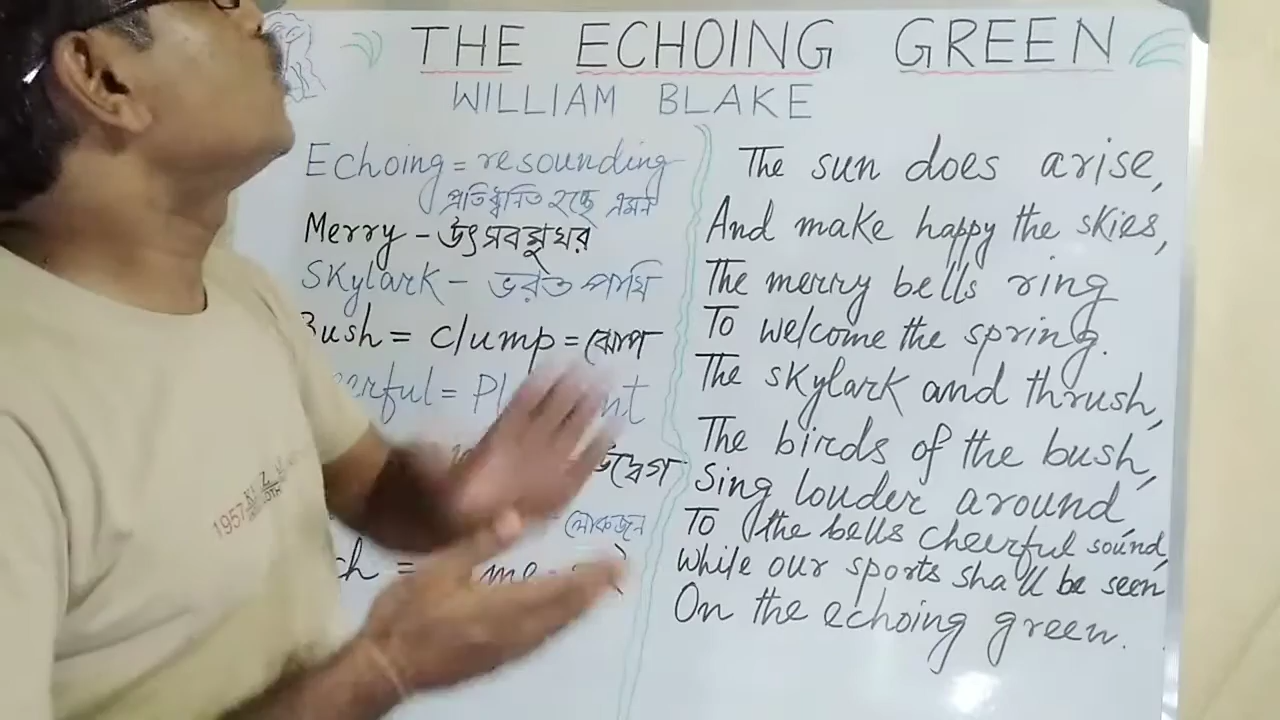 THE ECHOING GREEN
WILLIAM BLAKE
Echoing = resounding
প্রতিধ্বনিত হচ্ছে এমন
Merry - উৎসবমুখর
Skylark - ভরত পাখি
Bush = clump = ঝোপ
উদ্বেগ
লোকজন
The sun does arise,
And make happy the skies,
The merry bells ring
To welcome the spring.
The skylark and thrush,
The birds of the bush,
Sing louder around,
To the bells cheerful sound,
While our sports shall be seen
On the echoing green.
1957